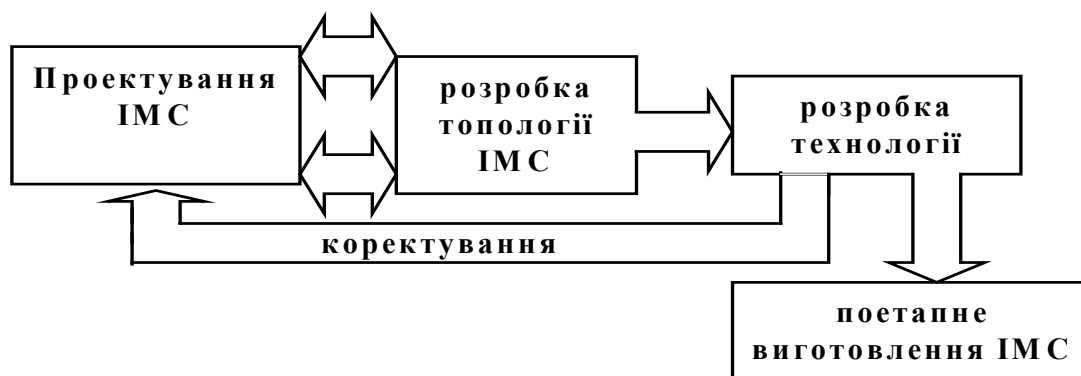 Проектування
ІМС
розробка
топології
ІМС
розробка
технології
коректування
поетапне
виготовлення ІМС